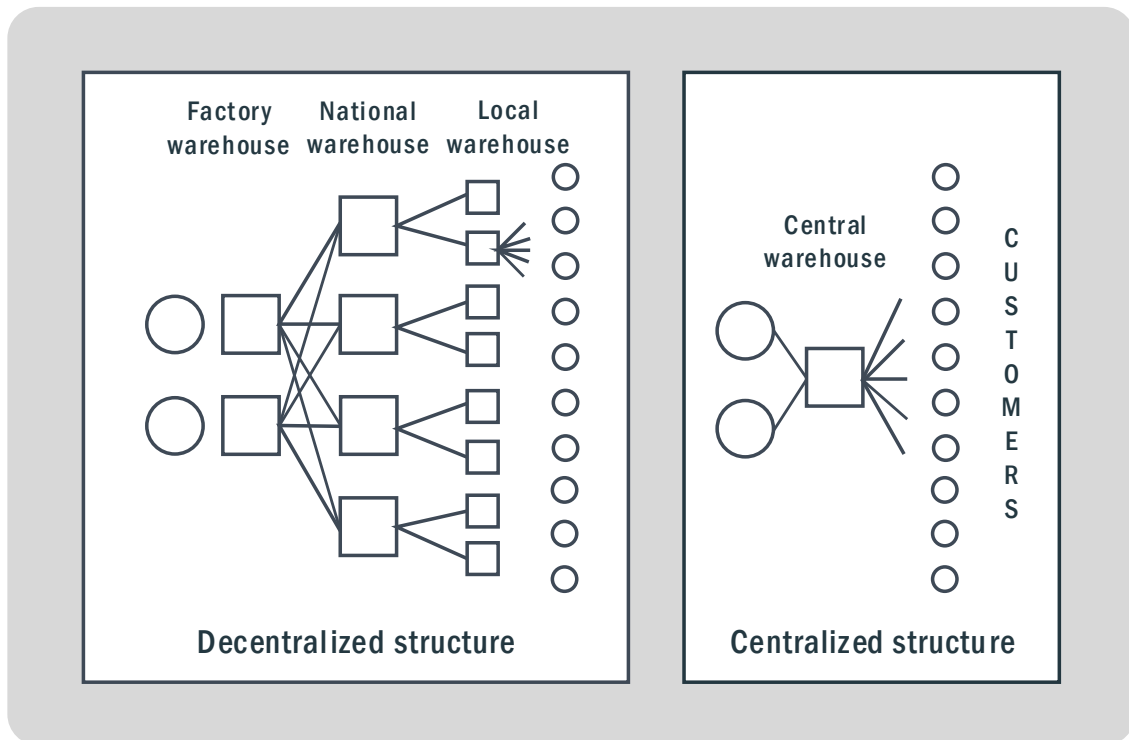 Factory
warehouse
National
warehouse
Local
warehouse
Decentralized structure
Central
warehouse
C
U
S
T
O
M
E
R
S
Centralized structure